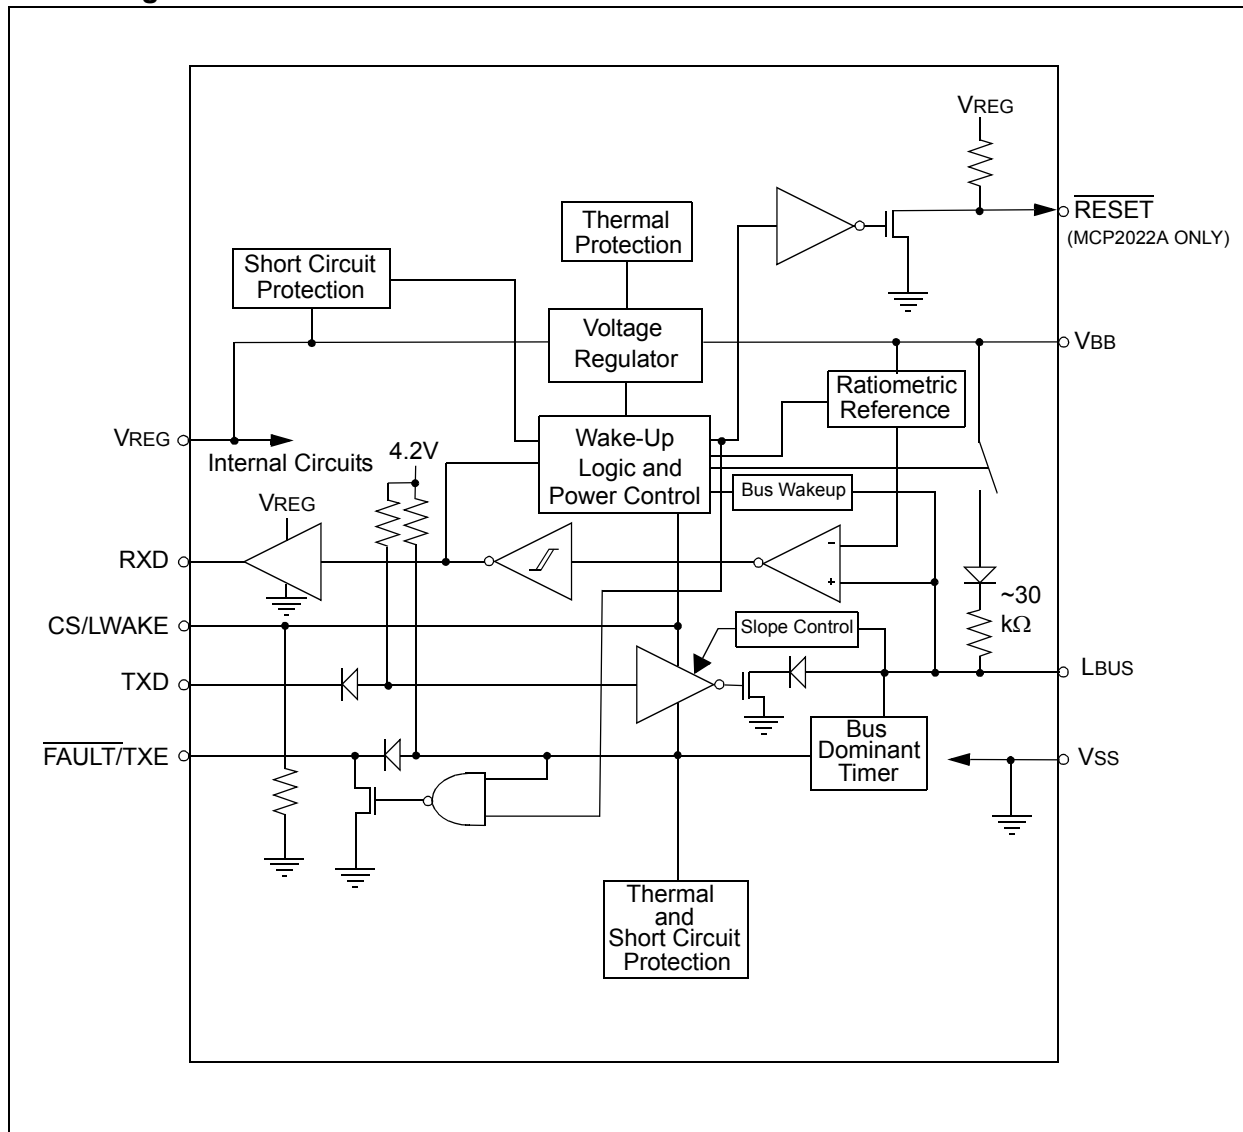 VREG
RESET
(MCP2022A ONLY)
Thermal
Protection
Short Circuit
Protection
Voltage
Regulator
VBB
Ratiometric
Reference
VREG
Internal Circuits
4.2V
Wake-Up
Logic and
Power Control
Bus Wakeup
VREG
RXD
-
+
~30
kΩ
CS/LWAKE
Slope Control
TXD
LBUS
FAULT/TXE
Bus
Dominant
Timer
VSS
Thermal
and
Short Circuit
Protection